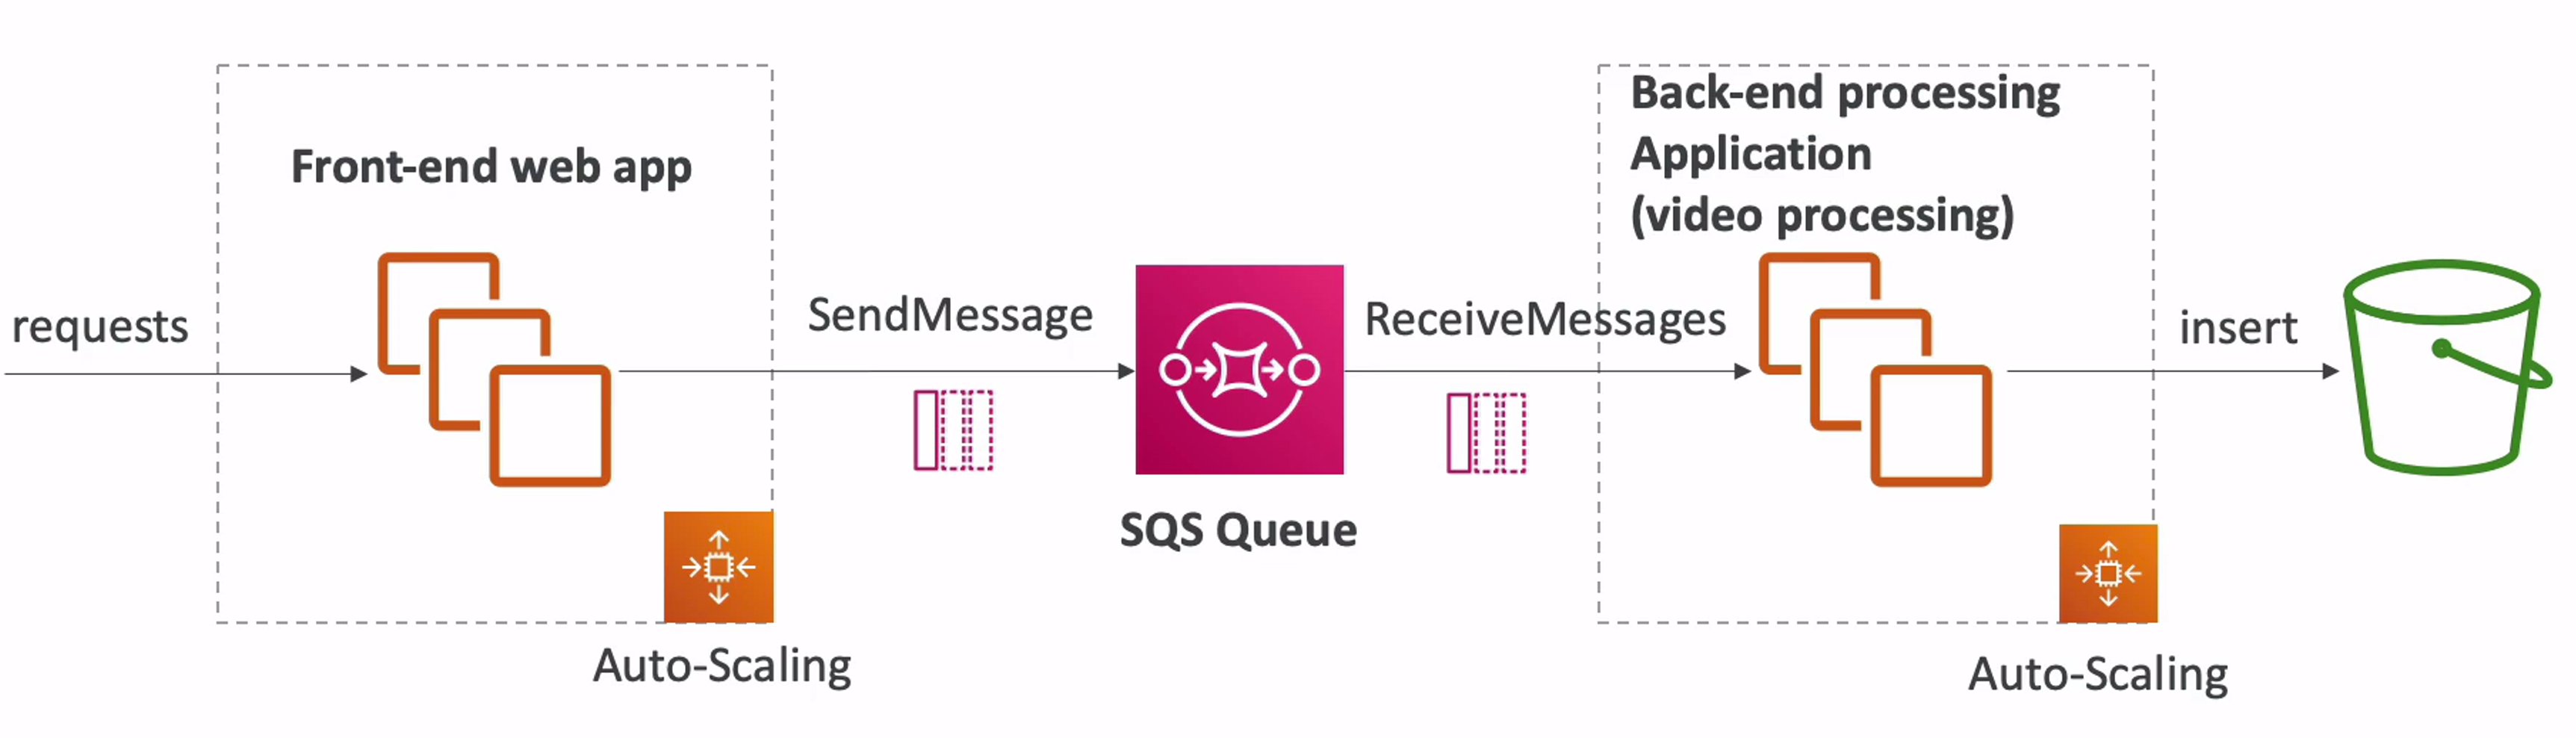 requests
Front-end web app
Auto-Scaling
SendMessage
SQS Queue
ReceiveMessages
Back-end processing
Application
(video processing)
Auto-Scaling
insert